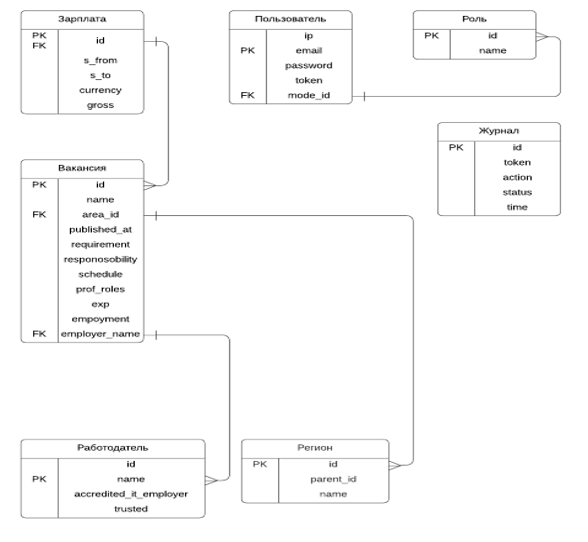 Зарплата
PK
FK
id
s_from
s_to
currency
gross
Пользователь
ip
PK
email
password
token
FK
mode_id
Роль
PK
id
name
Журнал
PK
id
token
action
status
time
Вакансия
PK
id
name
FK
area_id
published_at
requirement
responosobility
schedule
prof_roles
exp
empoyment
FK
employer_name
Работодатель
id
PK
name
accredited_it_employer
trusted
Регион
PK
id
parent_id
name